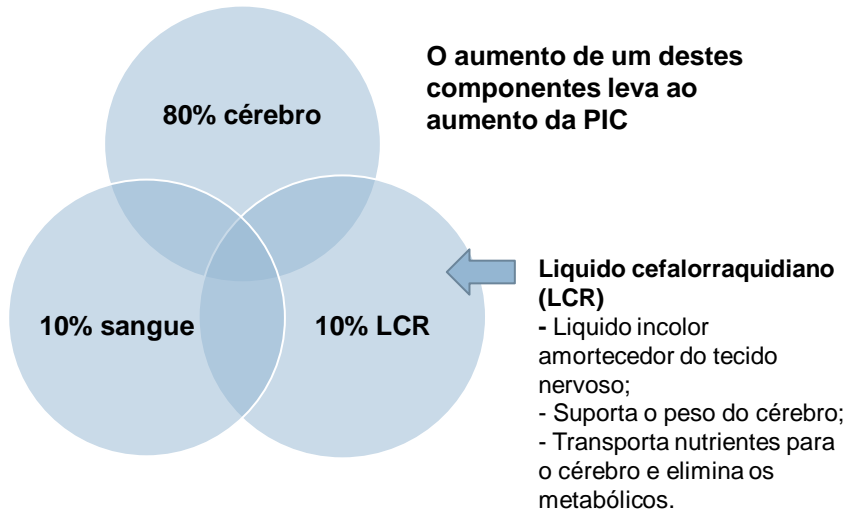 80% cérebro
O aumento de um destes
componentes leva ao
aumento da PIC
10% sangue
10% LCR
Liquido cefalorraquidiano
(LCR)
- Liquido incolor
amortecedor do tecido
nervoso;
- Suporta o peso do cérebro;
- Transporta nutrientes para
o cérebro e elimina os
metabólicos.